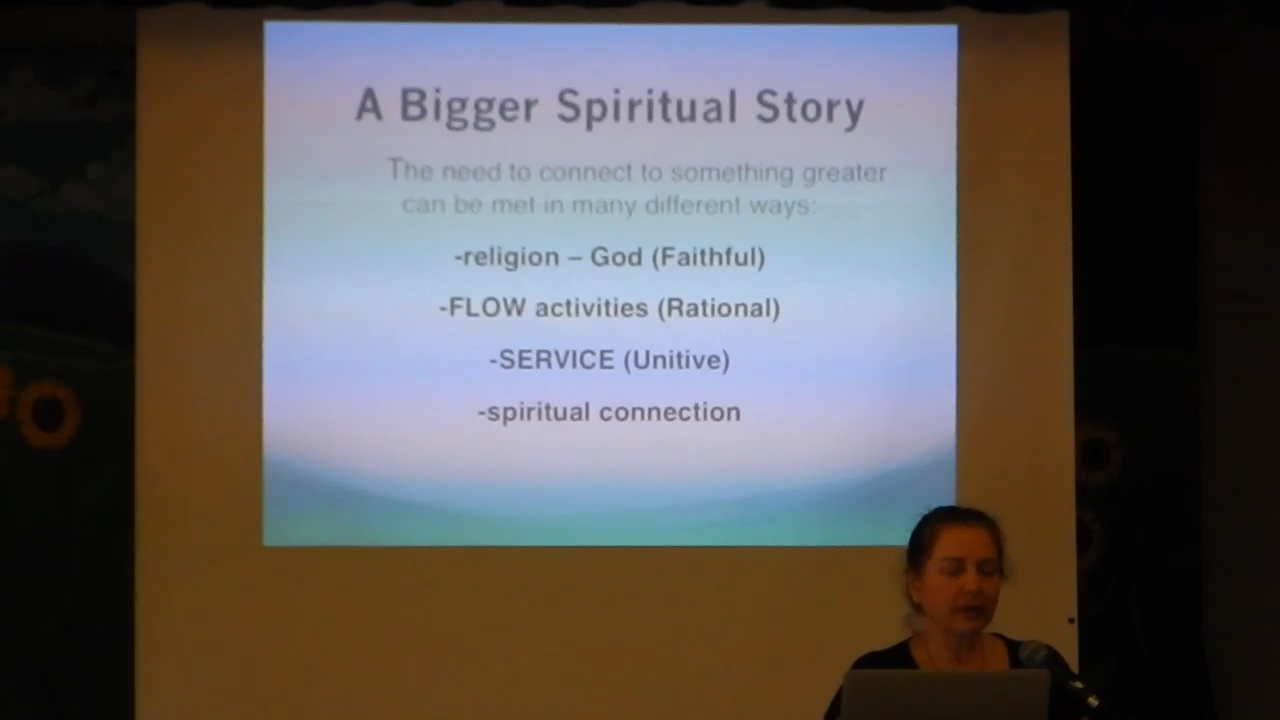 A Bigger Spiritual Story
The need to connect to something greater
can be met in many different ways:
-religion – God (Faithful)
-FLOW activities (Rational)
-SERVICE (Unitive)
-spiritual connection